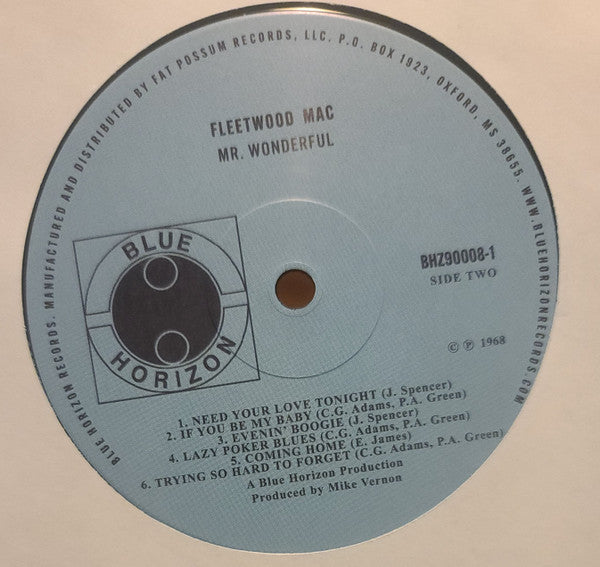 BLUE HORIZON RECORDS. MANUFACTURED AND DISTRIBUTED BY FAT POSSUM RECORDS, LLC. P.O. BOX 1923, OXFORD, MS 38655. WWW.BLUEHORIZONRECORDS.COM
FLEETWOOD MAC
MR. WONDERFUL
BLUE
HORIZON
BHZ90008-1
SIDE TWO
© ℗ 1968
1. NEED YOUR LOVE TONIGHT (J. Spencer)
2. IF YOU BE MY BABY (C.G. Adams, P.A. Green)
3. EVENIN' BOOGIE (J. Spencer)
4. LAZY POKER BLUES (C.G. Adams, P.A. Green)
5. COMING HOME (E. James)
6. TRYING SO HARD TO FORGET (C.G. Adams, P.A. Green)
A Blue Horizon Production
Produced by Mike Vernon